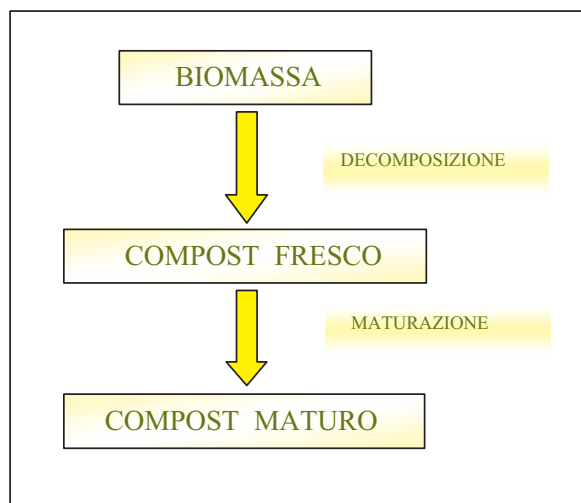 BIOMASSA
DECOMPOSIZIONE
COMPOST FRESCO
MATURAZIONE
COMPOST MATURO